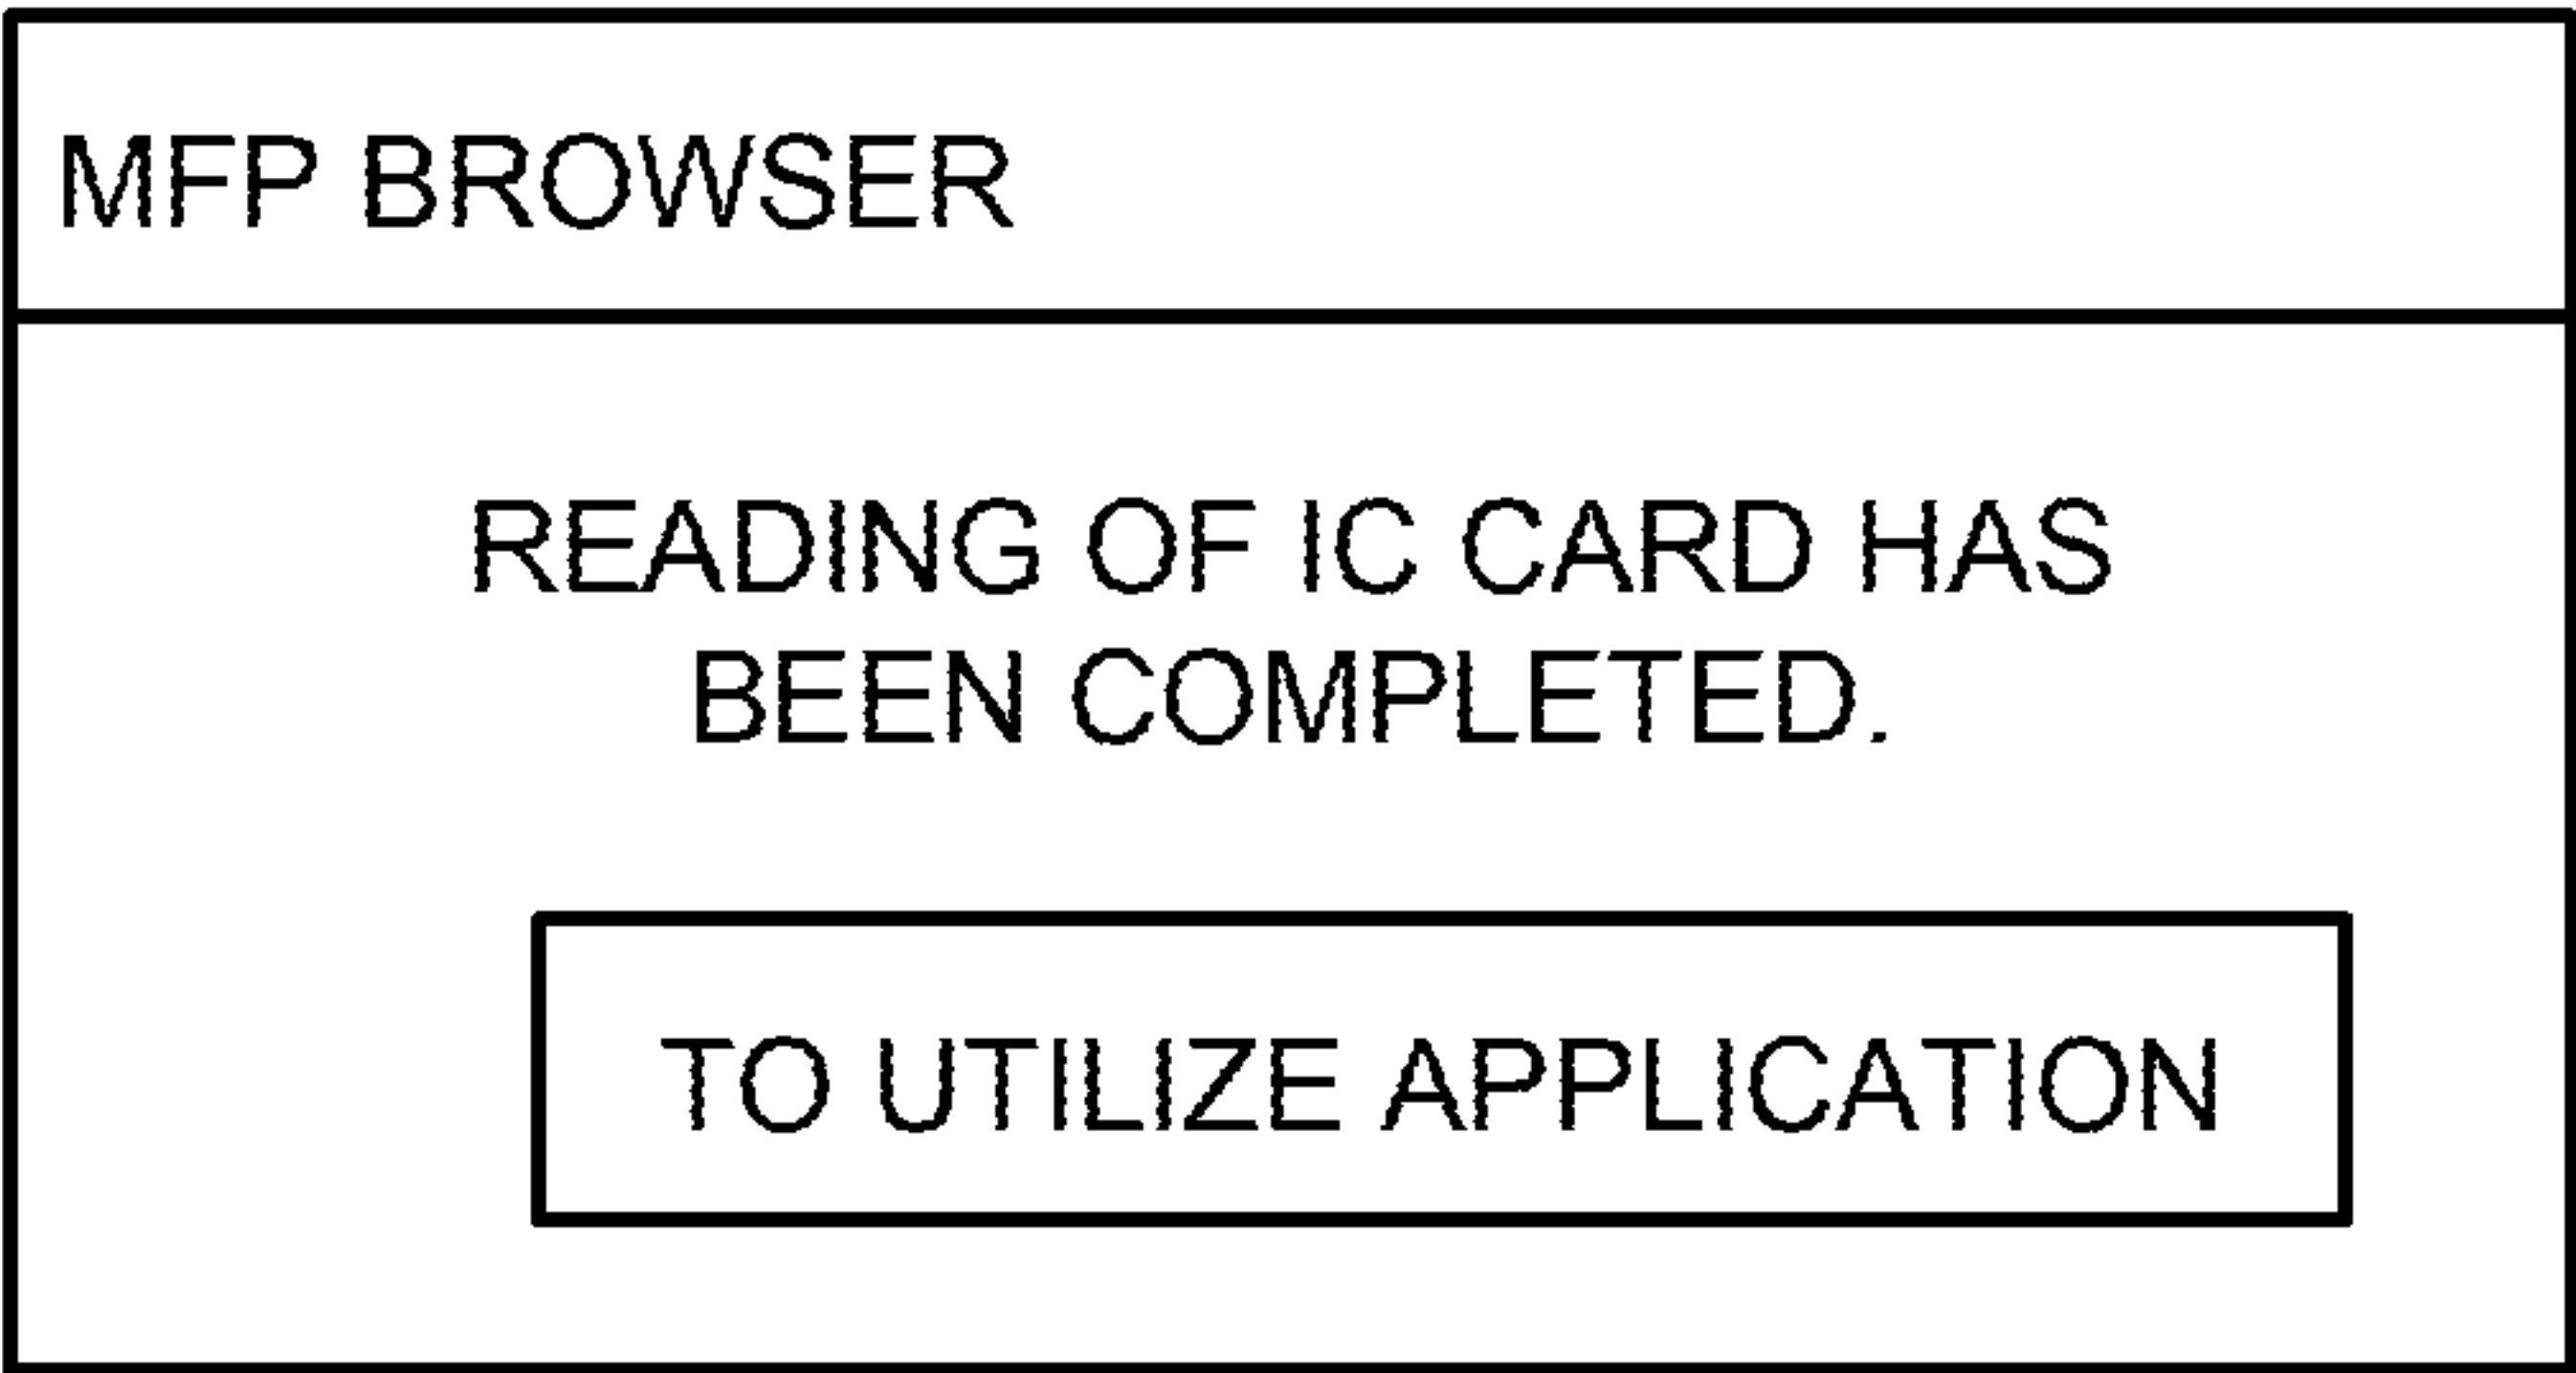 MFP BROWSER
READING OF IC CARD HAS
BEEN COMPLETED.
TO UTILIZE APPLICATION